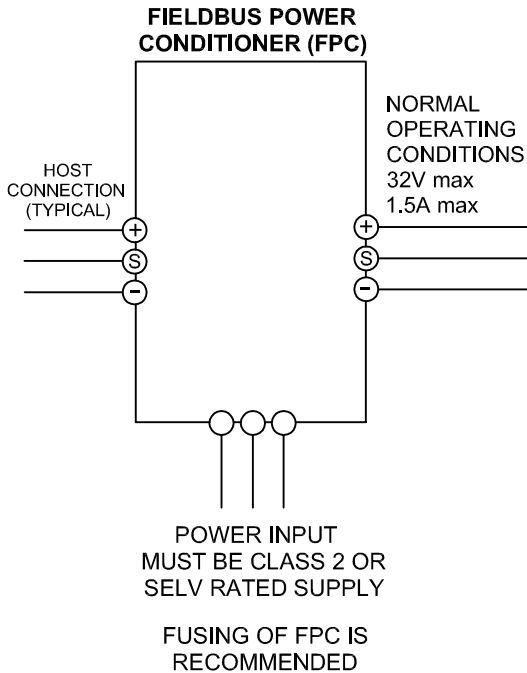 FIELDBUS POWER
CONDITIONER (FPC)
NORMAL
OPERATING
CONDITIONS
32V max
1.5A max
HOST
CONNECTION
(TYPICAL)
+
+
S
S
-
-
POWER INPUT
MUST BE CLASS 2 OR
SELV RATED SUPPLY
FUSING OF FPC IS
RECOMMENDED